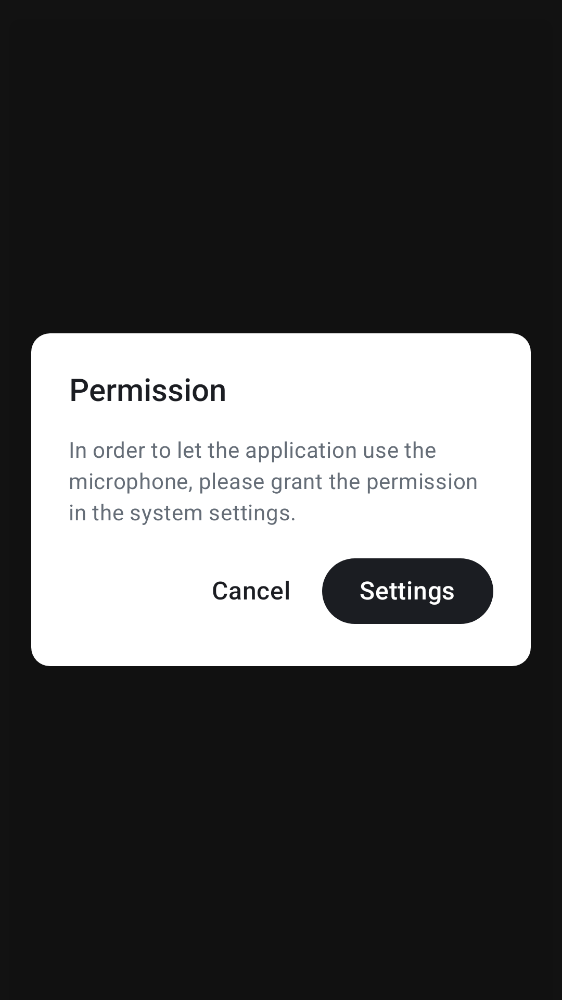 Permission
In order to let the application use the
microphone, please grant the permission
in the system settings.
Cancel Settings